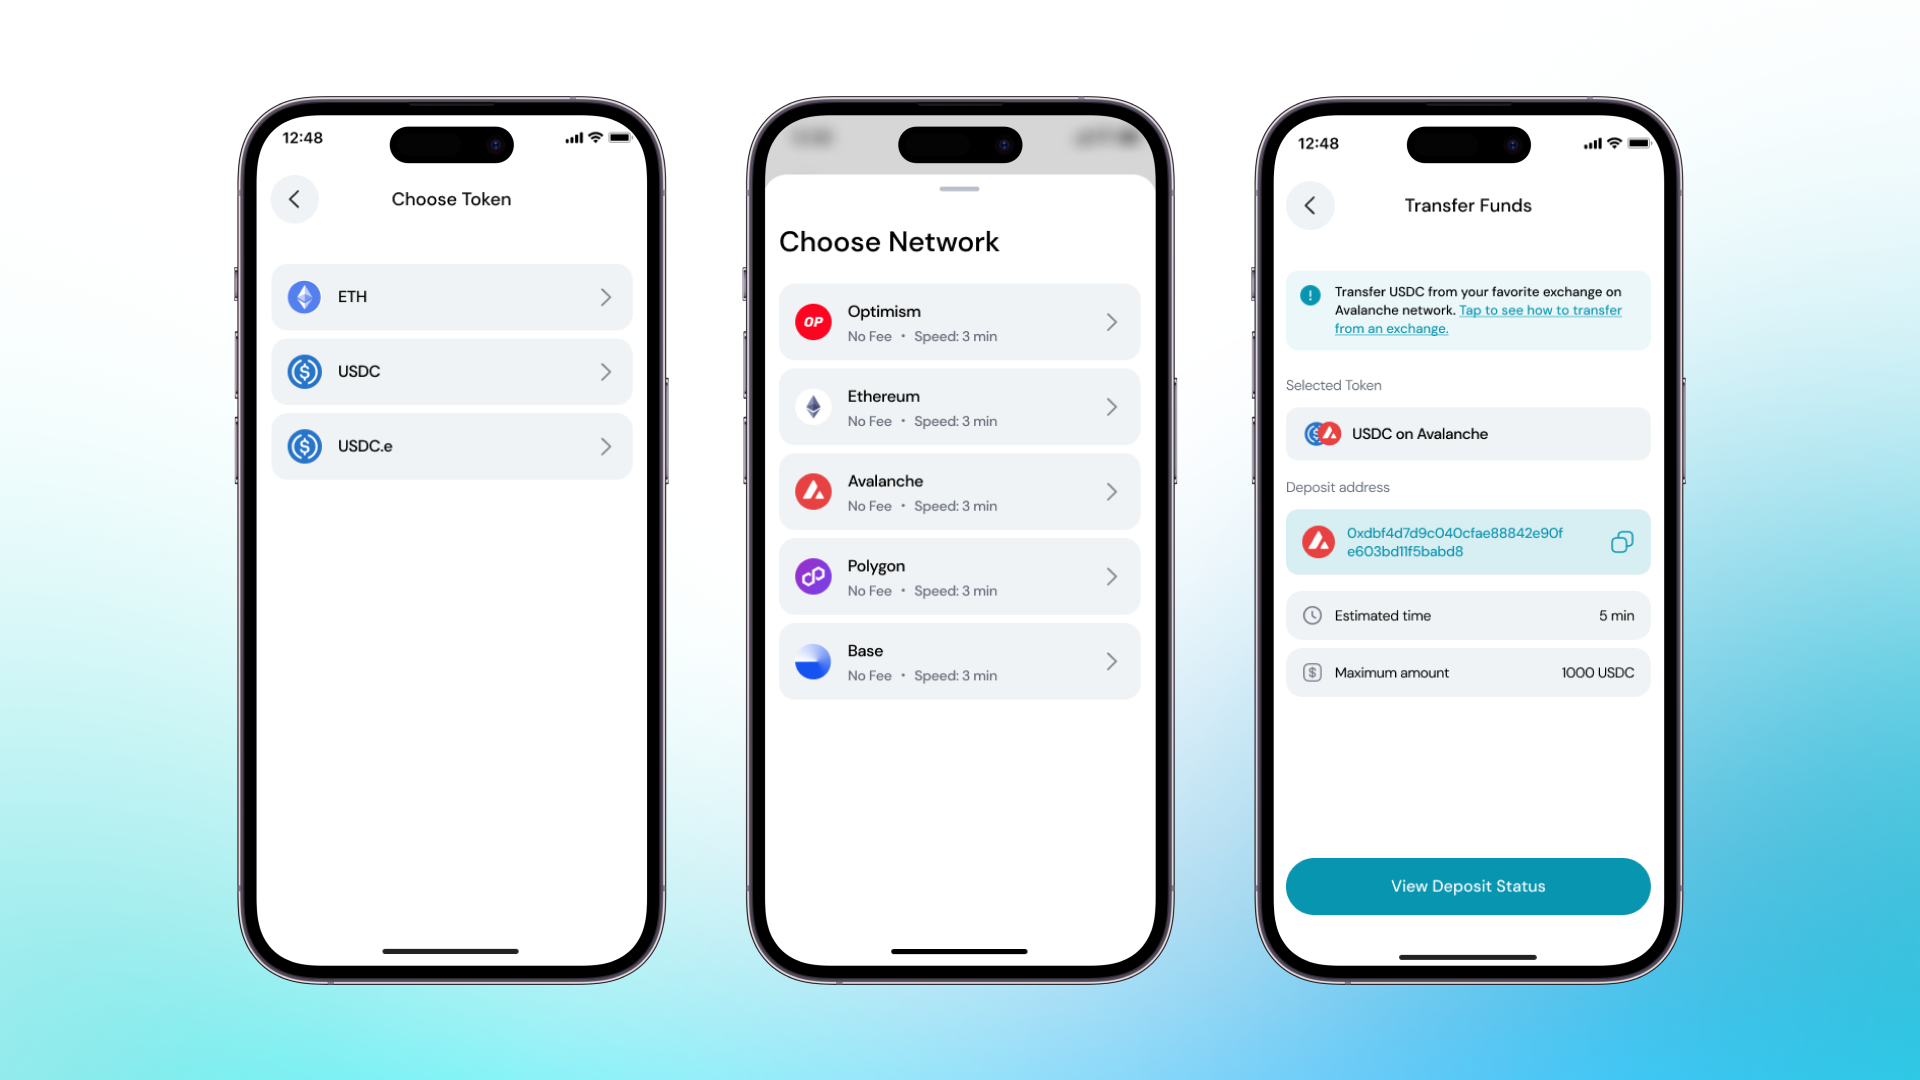 12:48
Choose Token
ETH
USDC
USDC.e
Choose Network
OP
Optimism
No Fee • Speed: 3 min
Ethereum
No Fee • Speed: 3 min
Avalanche
No Fee • Speed: 3 min
Polygon
No Fee • Speed: 3 min
Base
No Fee • Speed: 3 min
12:48
Transfer Funds
Transfer USDC from your favorite exchange on
Avalanche network. Tap to see how to transfer
from an exchange.
Selected Token
USDC on Avalanche
Deposit address
0xdbf4d7d9c040cfae88842e90f
e603bd11f5babd8
Estimated time 5 min
Maximum amount 1000 USDC
View Deposit Status